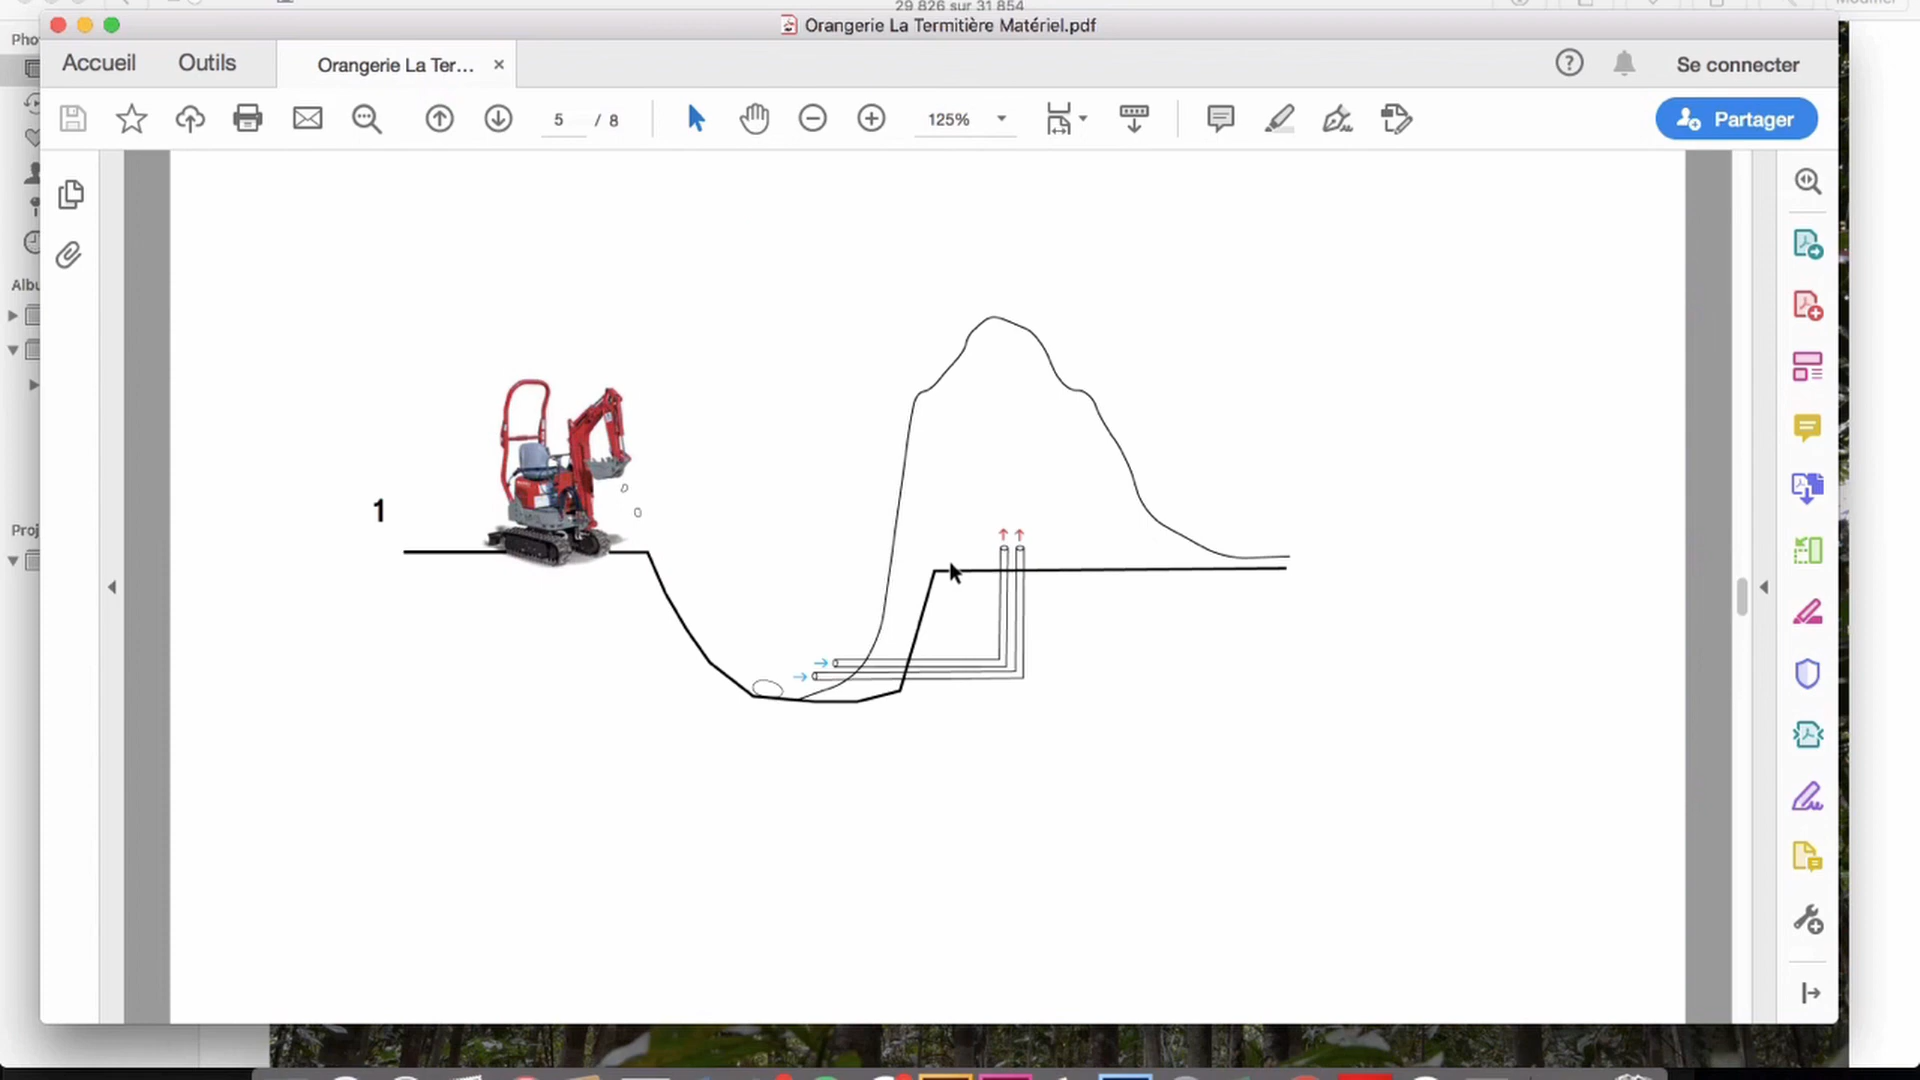 29 826 sur 31 854
Modifier
Orangerie La Termitière Matériel.pdf
Pho
Accueil
Outils
Orangerie La Ter...
Se connecter
5 / 8
125%
Partager
Albu
1
Proj